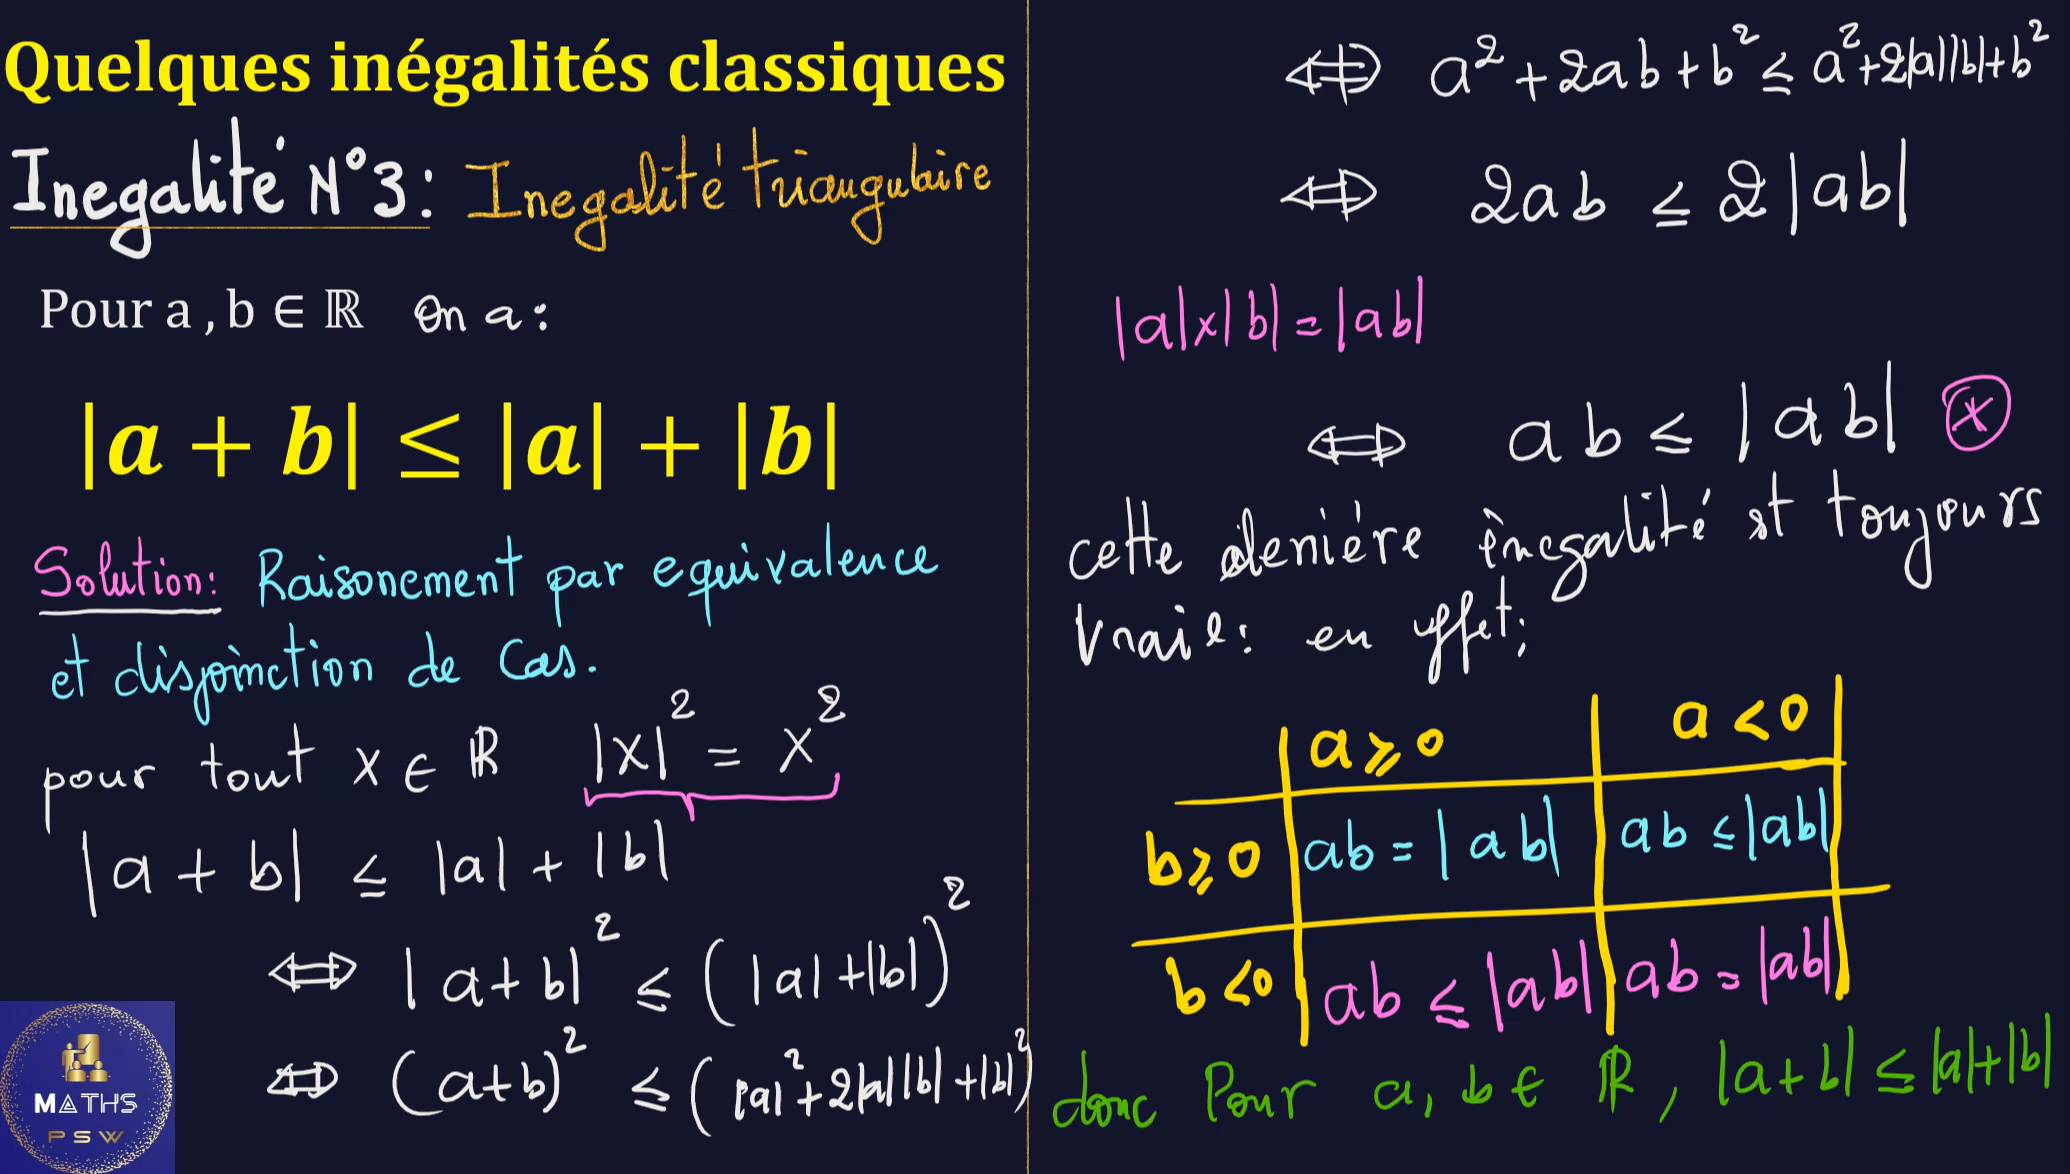 Quelques inégalités classiques
Inegalité N°3: Inegalité triangulaire
Pour a , b ∈ ℝ On a :
|a + b| ≤ |a| + |b|
Solution: Raisonement par equivalence
et disjoinction de Cas.
pour tout x ∈ ℝ |x|² = x²
|a + b| ≤ |a| + |b|
⇔ |a+b|² ≤ (|a|+|b|)²
⇔ (a+b)² ≤ (|a|²+2|a||b|+|b|²)
⇔ a²+2ab+b² ≤ a²+2|a||b|+b²
⇔ 2ab ≤ 2|ab|
|a|×|b|=|ab|
⇔ ab ≤ |ab| ⊛
cette denière inegalité st toujours
vraie: en effet;
a ⩾ 0 a < 0
b ⩾ 0 ab = |ab| ab ≤ |ab|
b < 0 ab ≤ |ab| ab = |ab|
donc Pour a, b ∈ ℝ, |a+b| ≤ |a|+|b|
MATHS
PSW